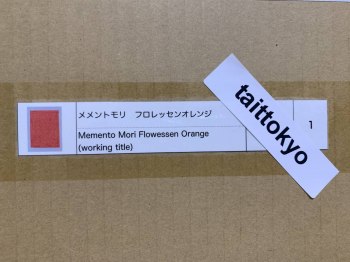 メメントモリ　フロレッセンオレンジ
Memento Mori Flowessen Orange
(working title)
1
taittokyo